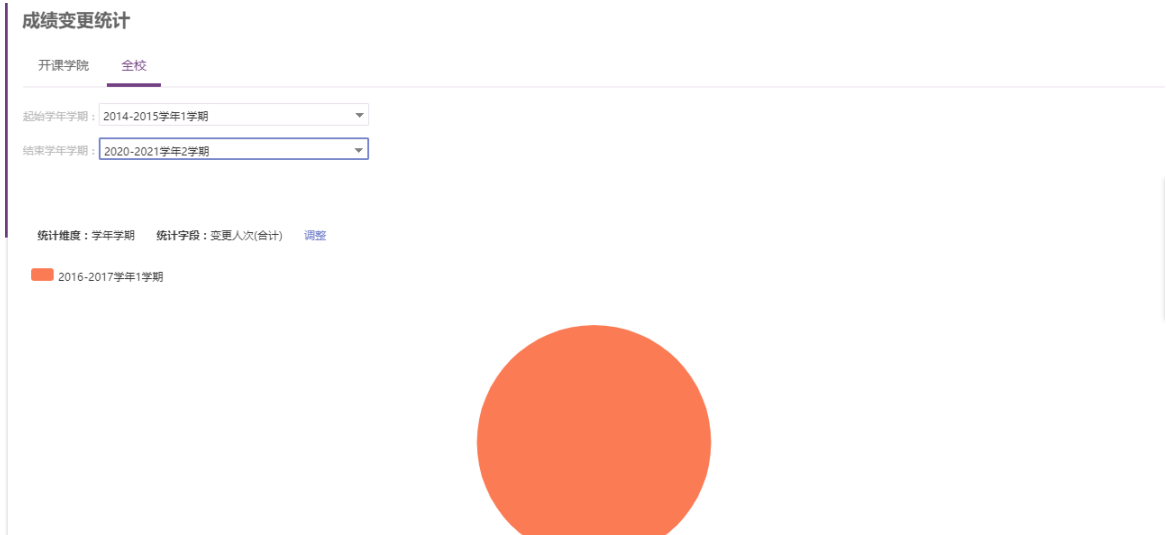 成绩变更统计
开课学院 全校
起始学年学期： 2014-2015学年1学期
结束学年学期： 2020-2021学年2学期
统计维度：学年学期 统计字段：变更人次(合计) 调整
2016-2017学年1学期